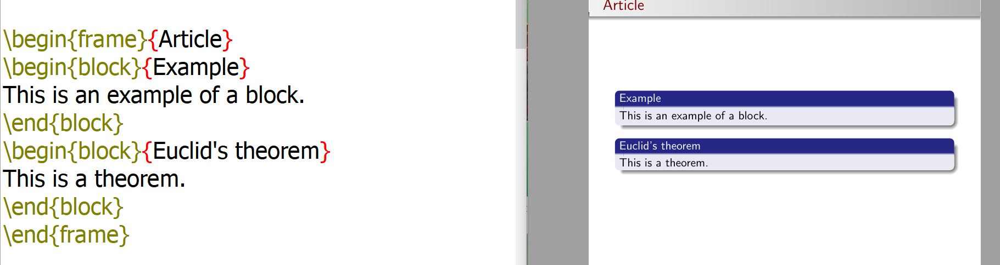 \begin{frame}{Article}
\begin{block}{Example}
This is an example of a block.
\end{block}
\begin{block}{Euclid's theorem}
This is a theorem.
\end{block}
\end{frame}
Article
Example
This is an example of a block.
Euclid's theorem
This is a theorem.